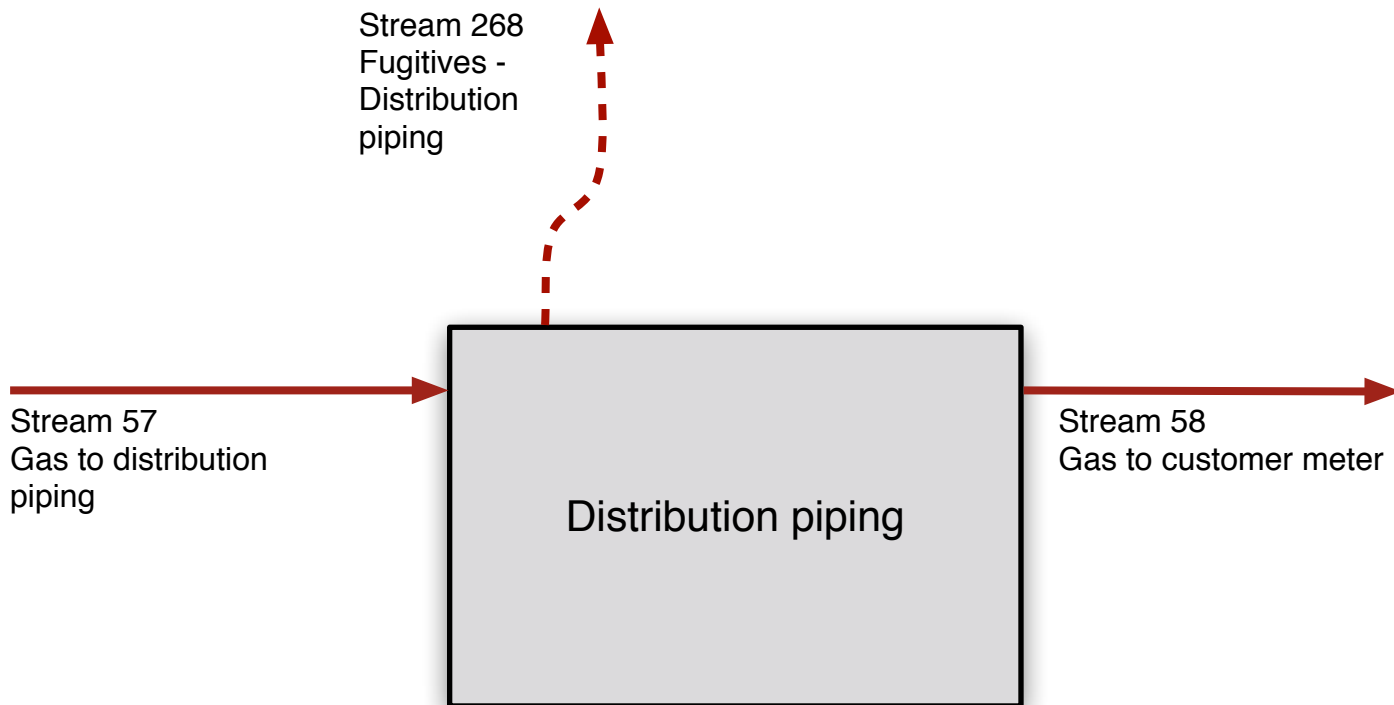 Stream 268
Fugitives -
Distribution
piping
Stream 57
Gas to distribution
piping
Stream 58
Gas to customer meter
Distribution piping